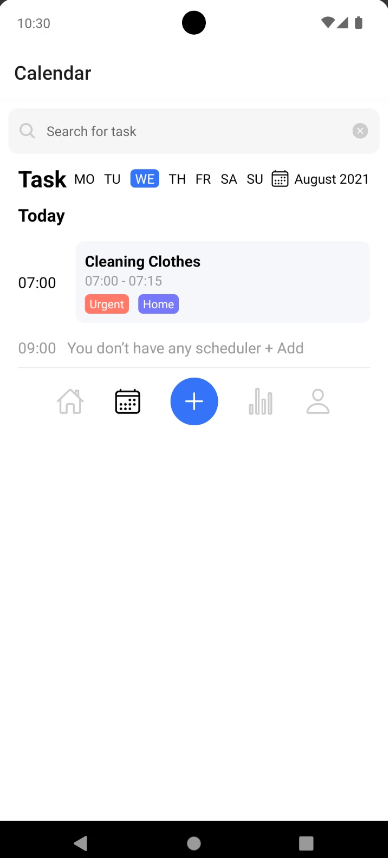 10:30
Calendar
Search for task
Task MO TU WE TH FR SA SU August 2021
Today
07:00
Cleaning Clothes
07:00 - 07:15
Urgent Home
09:00 You don't have any scheduler + Add